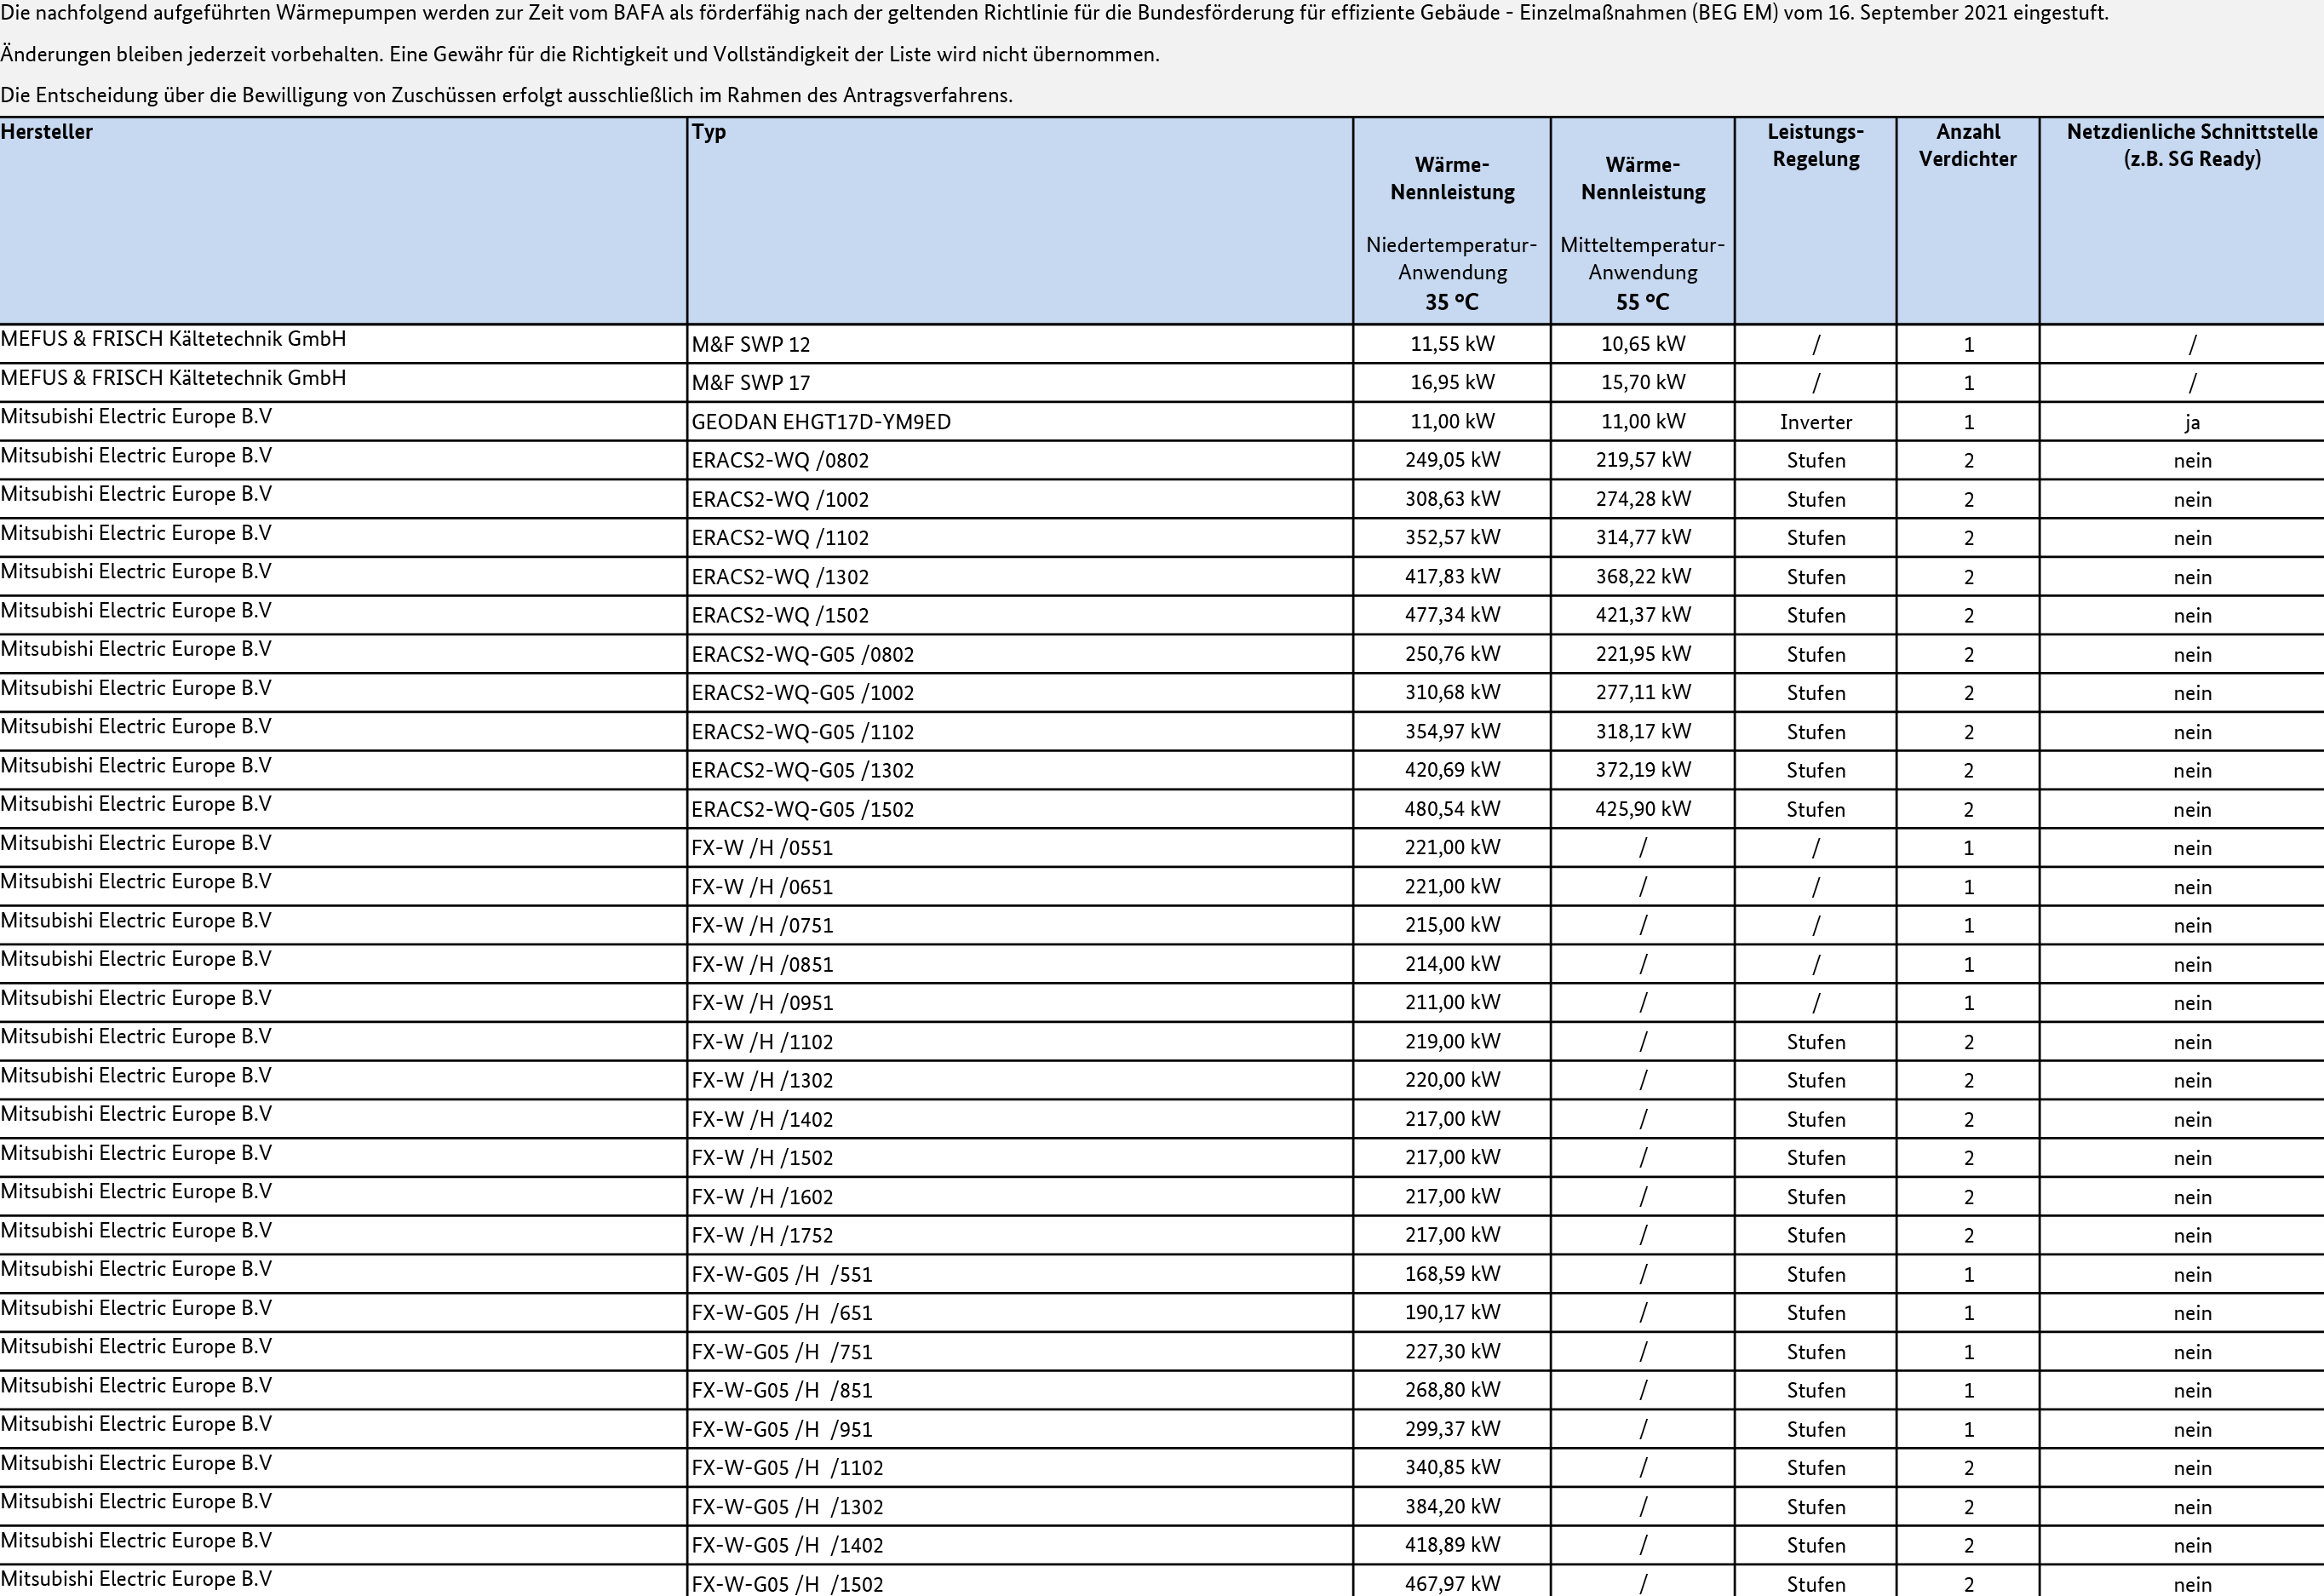 Die nachfolgend aufgeführten Wärmepumpen werden zur Zeit vom BAFA als förderfähig nach der geltenden Richtlinie für die Bundesförderung für effiziente Gebäude - Einzelmaßnahmen (BEG EM) vom 16. September 2021 eingestuft.
Änderungen bleiben jederzeit vorbehalten. Eine Gewähr für die Richtigkeit und Vollständigkeit der Liste wird nicht übernommen.
Die Entscheidung über die Bewilligung von Zuschüssen erfolgt ausschließlich im Rahmen des Antragsverfahrens.
Hersteller Typ Wärme-Nennleistung Niedertemperatur-Anwendung 35 °C Wärme-Nennleistung Mitteltemperatur-Anwendung 55 °C Leistungs-Regelung Anzahl Verdichter Netzdienliche Schnittstelle (z.B. SG Ready)
MEFUS & FRISCH Kältetechnik GmbH M&F SWP 12 11,55 kW 10,65 kW / 1 /
MEFUS & FRISCH Kältetechnik GmbH M&F SWP 17 16,95 kW 15,70 kW / 1 /
Mitsubishi Electric Europe B.V GEODAN EHGT17D-YM9ED 11,00 kW 11,00 kW Inverter 1 ja
Mitsubishi Electric Europe B.V ERACS2-WQ /0802 249,05 kW 219,57 kW Stufen 2 nein
Mitsubishi Electric Europe B.V ERACS2-WQ /1002 308,63 kW 274,28 kW Stufen 2 nein
Mitsubishi Electric Europe B.V ERACS2-WQ /1102 352,57 kW 314,77 kW Stufen 2 nein
Mitsubishi Electric Europe B.V ERACS2-WQ /1302 417,83 kW 368,22 kW Stufen 2 nein
Mitsubishi Electric Europe B.V ERACS2-WQ /1502 477,34 kW 421,37 kW Stufen 2 nein
Mitsubishi Electric Europe B.V ERACS2-WQ-G05 /0802 250,76 kW 221,95 kW Stufen 2 nein
Mitsubishi Electric Europe B.V ERACS2-WQ-G05 /1002 310,68 kW 277,11 kW Stufen 2 nein
Mitsubishi Electric Europe B.V ERACS2-WQ-G05 /1102 354,97 kW 318,17 kW Stufen 2 nein
Mitsubishi Electric Europe B.V ERACS2-WQ-G05 /1302 420,69 kW 372,19 kW Stufen 2 nein
Mitsubishi Electric Europe B.V ERACS2-WQ-G05 /1502 480,54 kW 425,90 kW Stufen 2 nein
Mitsubishi Electric Europe B.V FX-W /H /0551 221,00 kW / / 1 nein
Mitsubishi Electric Europe B.V FX-W /H /0651 221,00 kW / / 1 nein
Mitsubishi Electric Europe B.V FX-W /H /0751 215,00 kW / / 1 nein
Mitsubishi Electric Europe B.V FX-W /H /0851 214,00 kW / / 1 nein
Mitsubishi Electric Europe B.V FX-W /H /0951 211,00 kW / / 1 nein
Mitsubishi Electric Europe B.V FX-W /H /1102 219,00 kW / Stufen 2 nein
Mitsubishi Electric Europe B.V FX-W /H /1302 220,00 kW / Stufen 2 nein
Mitsubishi Electric Europe B.V FX-W /H /1402 217,00 kW / Stufen 2 nein
Mitsubishi Electric Europe B.V FX-W /H /1502 217,00 kW / Stufen 2 nein
Mitsubishi Electric Europe B.V FX-W /H /1602 217,00 kW / Stufen 2 nein
Mitsubishi Electric Europe B.V FX-W /H /1752 217,00 kW / Stufen 2 nein
Mitsubishi Electric Europe B.V FX-W-G05 /H /551 168,59 kW / Stufen 1 nein
Mitsubishi Electric Europe B.V FX-W-G05 /H /651 190,17 kW / Stufen 1 nein
Mitsubishi Electric Europe B.V FX-W-G05 /H /751 227,30 kW / Stufen 1 nein
Mitsubishi Electric Europe B.V FX-W-G05 /H /851 268,80 kW / Stufen 1 nein
Mitsubishi Electric Europe B.V FX-W-G05 /H /951 299,37 kW / Stufen 1 nein
Mitsubishi Electric Europe B.V FX-W-G05 /H /1102 340,85 kW / Stufen 2 nein
Mitsubishi Electric Europe B.V FX-W-G05 /H /1302 384,20 kW / Stufen 2 nein
Mitsubishi Electric Europe B.V FX-W-G05 /H /1402 418,89 kW / Stufen 2 nein
Mitsubishi Electric Europe B.V FX-W-G05 /H /1502 467,97 kW / Stufen 2 nein